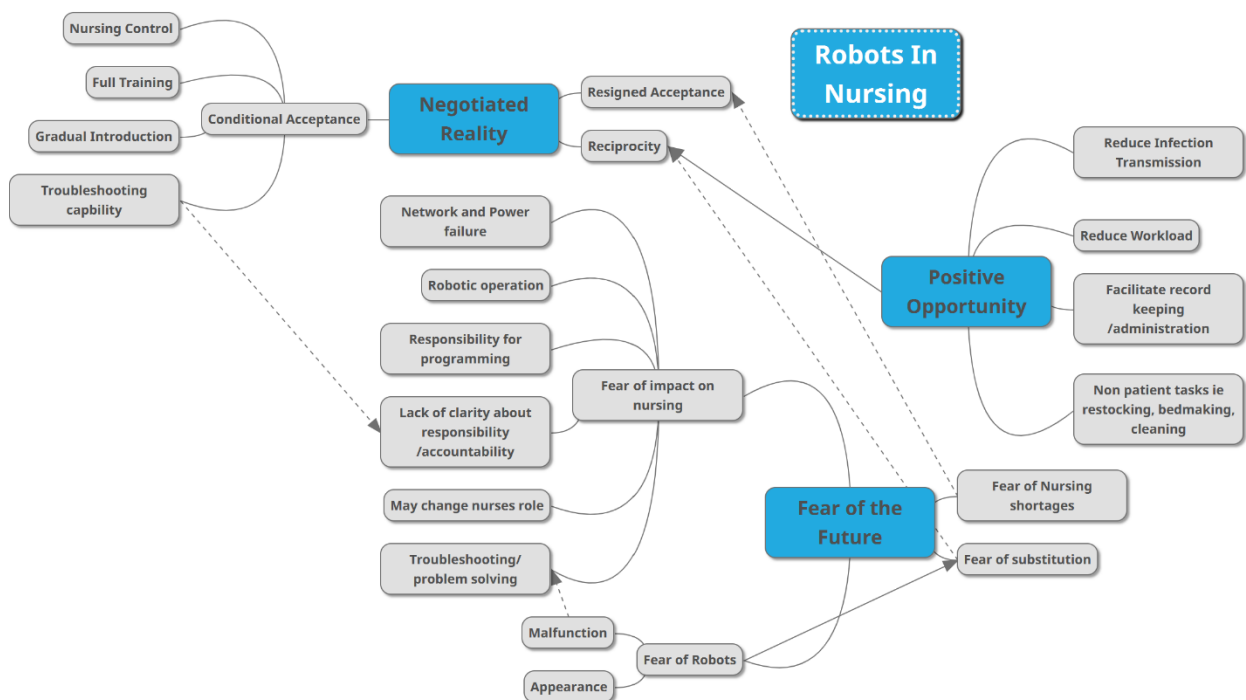 Robots In
Nursing
Nursing Control
Full Training
Gradual Introduction
Troubleshooting
capbility
Conditional Acceptance
Negotiated
Reality
Resigned Acceptance
Reciprocity
Network and Power
failure
Robotic operation
Responsibility for
programming
Lack of clarity about
responsibility
/accountability
May change nurses role
Troubleshooting/
problem solving
Fear of impact on
nursing
Malfunction
Appearance
Fear of Robots
Fear of the
Future
Fear of Nursing
shortages
Fear of substitution
Positive
Opportunity
Reduce Infection
Transmission
Reduce Workload
Facilitate record
keeping
/administration
Non patient tasks ie
restocking, bedmaking,
cleaning